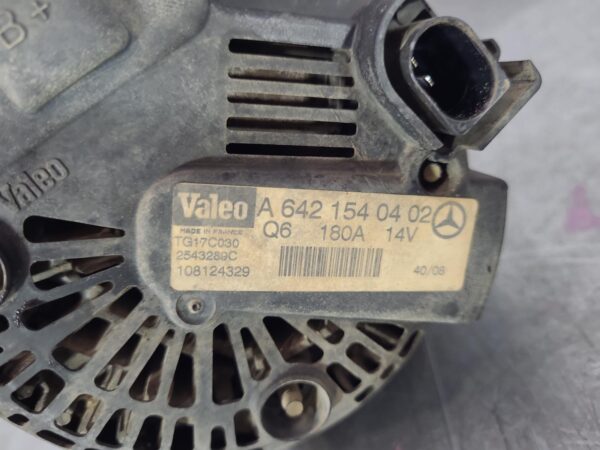 B+
Valeo
Valeo A 642 154 04 02
MADE IN FRANCE Q6 180A 14V
TG17C030
2543289C
108124329
40/08